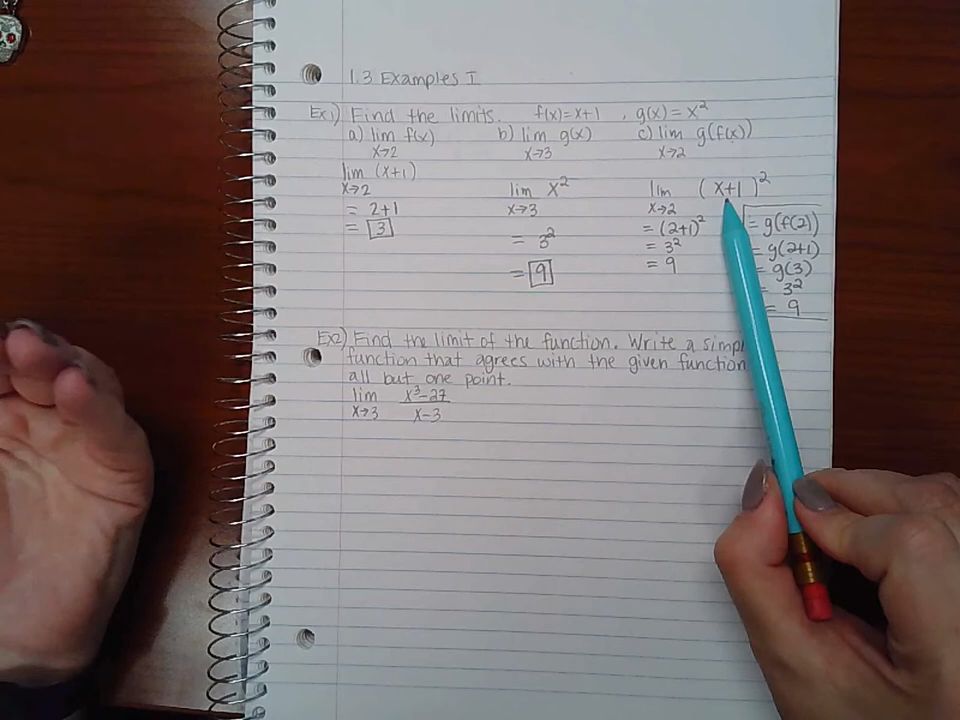 1.3 Examples I
Ex1) Find the limits. f(x)=x+1 , g(x)=x²
a) lim f(x) b) lim g(x) c) lim g(f(x))
x→2 x→3 x→2
lim (x+1)
x→2
= 2+1
= 3
lim x²
x→3
= 3²
= 9
lim (x+1)²
x→2
= (2+1)²
= 3²
= 9
= g(f(2))
= g(2+1)
= g(3)
= 3²
= 9
Ex2) Find the limit of the function. Write a
function that agrees with the given function
all but one point.
lim x³-27
x→3 x-3